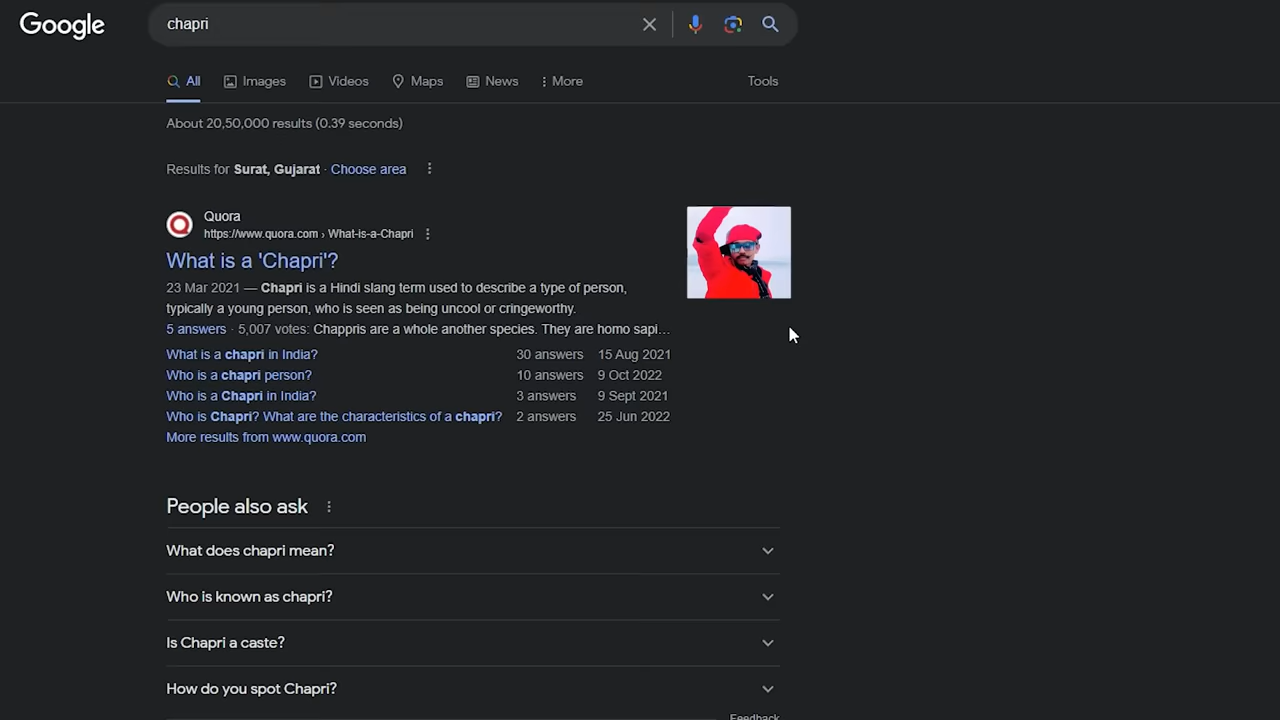 Google
chapri
All Images Videos Maps News More Tools
About 20,50,000 results (0.39 seconds)
Results for Surat, Gujarat · Choose area
Quora
https://www.quora.com › What-is-a-Chapri
What is a 'Chapri'?
23 Mar 2021 — Chapri is a Hindi slang term used to describe a type of person,
typically a young person, who is seen as being uncool or cringeworthy.
5 answers · 5,007 votes: Chappris are a whole another species. They are homo sapi...
What is a chapri in India? 30 answers 15 Aug 2021
Who is a chapri person? 10 answers 9 Oct 2022
Who is a Chapri in India? 3 answers 9 Sept 2021
Who is Chapri? What are the characteristics of a chapri? 2 answers 25 Jun 2022
More results from www.quora.com
People also ask
What does chapri mean?
Who is known as chapri?
Is Chapri a caste?
How do you spot Chapri?
Feedback